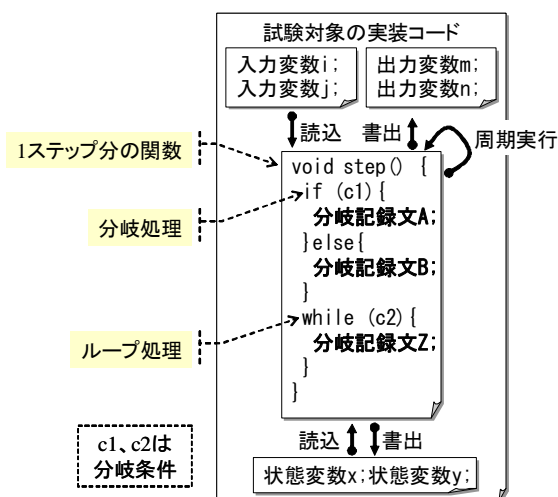 試験対象の実装コード
入力変数i;
入力変数j;
出力変数m;
出力変数n;
読込
書出
周期実行
1ステップ分の関数
void step() {
if (c1){
分岐記録文A;
}else{
分岐記録文B;
}
while (c2){
分岐記録文Z;
}
}
分岐処理
ループ処理
c1、c2は
分岐条件
読込
書出
状態変数x;状態変数y;